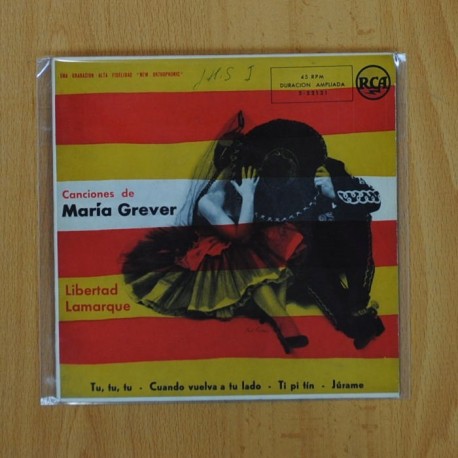 UNA GRABACION ALTA FIDELIDAD "NEW ORTHOPHONIC"
45 RPM
DURACION AMPLIADA
RCA
Canciones de
María Grever
Libertad
Lamarque
Tu, tu, tu - Cuando vuelva a tu lado - Ti pi tín - Júrame